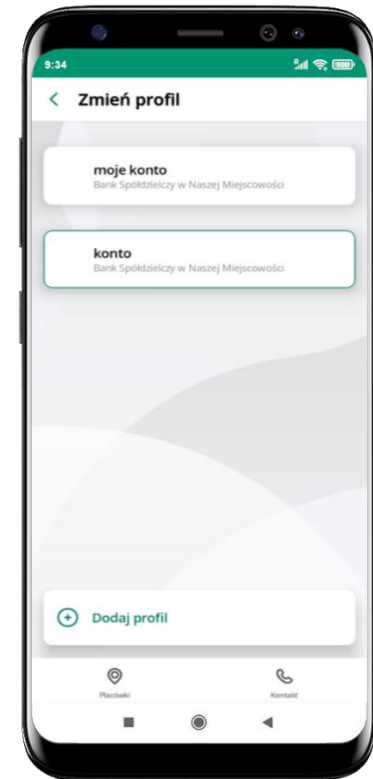 9:34
Zmień profil
moje konto
Bank Spółdzielczy w Naszej Miejscowości
konto
Bank Spółdzielczy w Naszej Miejscowości
Dodaj profil
Placówki
Kontakt